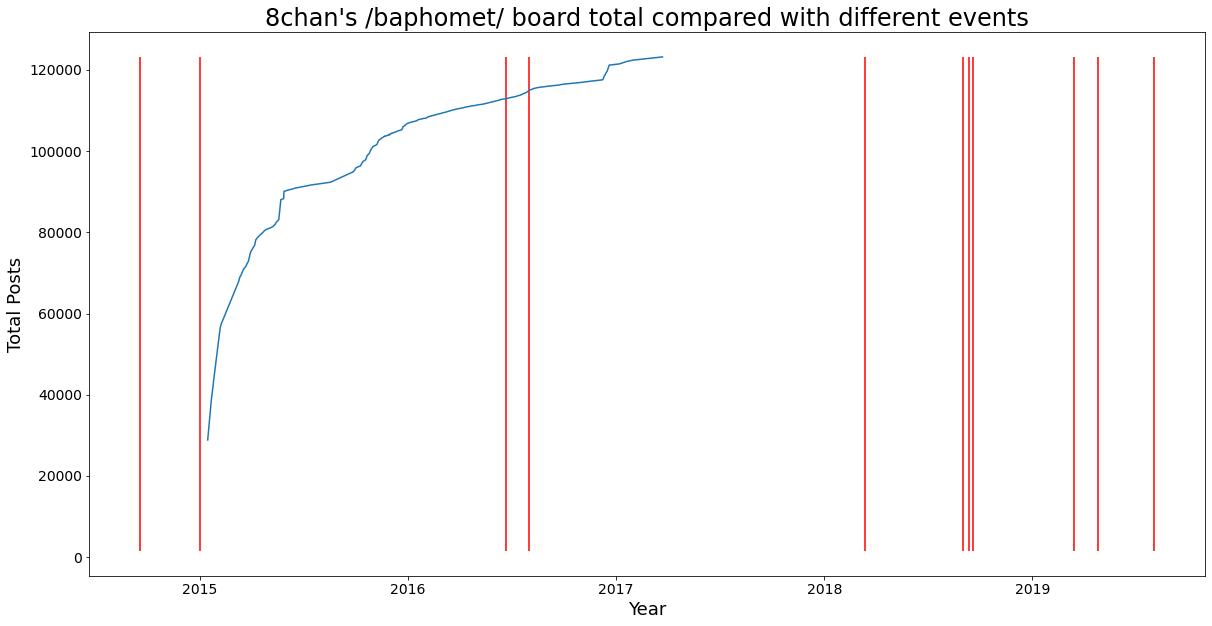 8chan's /baphomet/ board total compared with different events
Total Posts
120000
100000
80000
60000
40000
20000
0
2015 2016 2017 2018 2019
Year